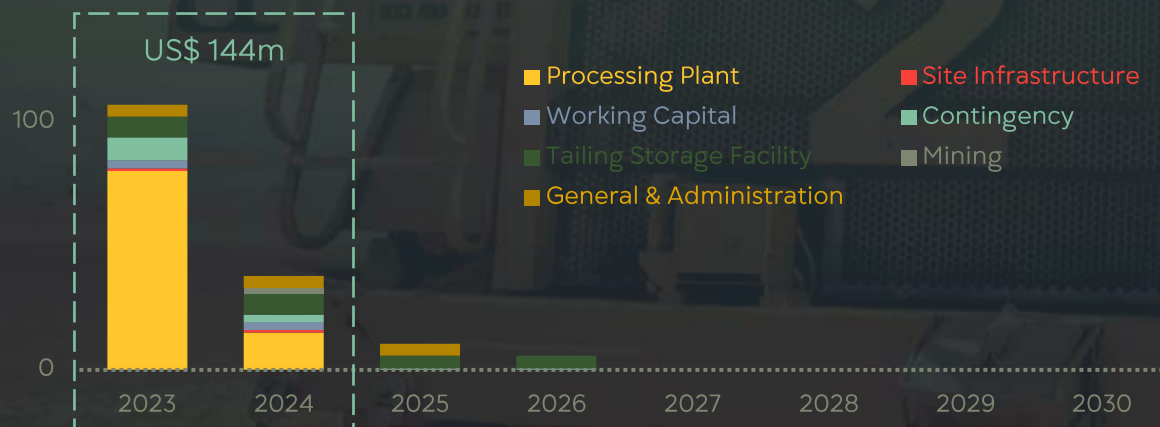 US$ 144m
Processing Plant
Site Infrastructure
100
Working Capital
Contingency
Tailing Storage Facility
Mining
General & Administration
0
2023 2024 2025 2026 2027 2028 2029 2030